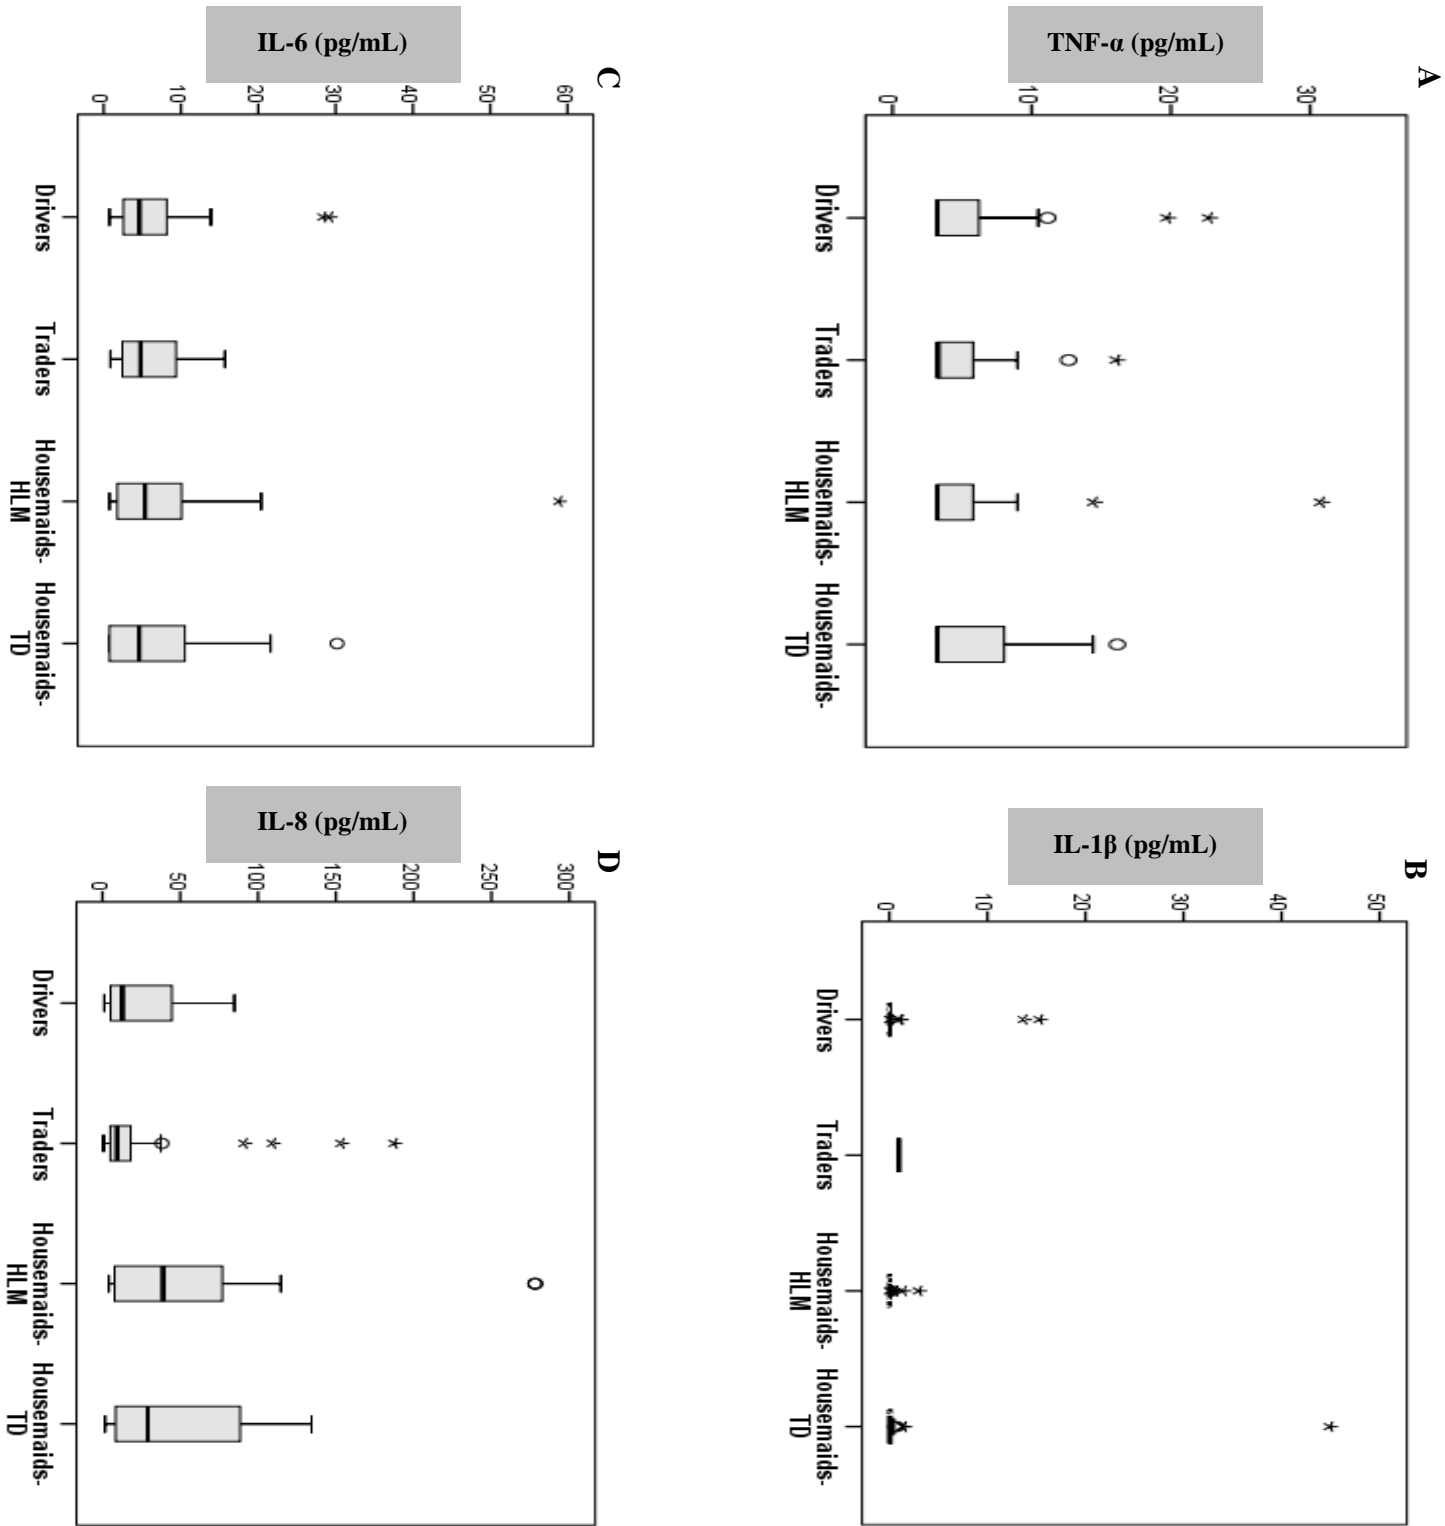 A
TNF-α (pg/mL)
0
10
20
30
Drivers
Traders
Housemaids-
HLM
Housemaids-
TD
B
IL-1β (pg/mL)
0
10
20
30
40
50
Drivers
Traders
Housemaids-
HLM
Housemaids-
TD
C
IL-6 (pg/mL)
0
10
20
30
40
50
60
Drivers
Traders
Housemaids-
HLM
Housemaids-
TD
D
IL-8 (pg/mL)
0
50
100
150
200
250
300
Drivers
Traders
Housemaids-
HLM
Housemaids-
TD